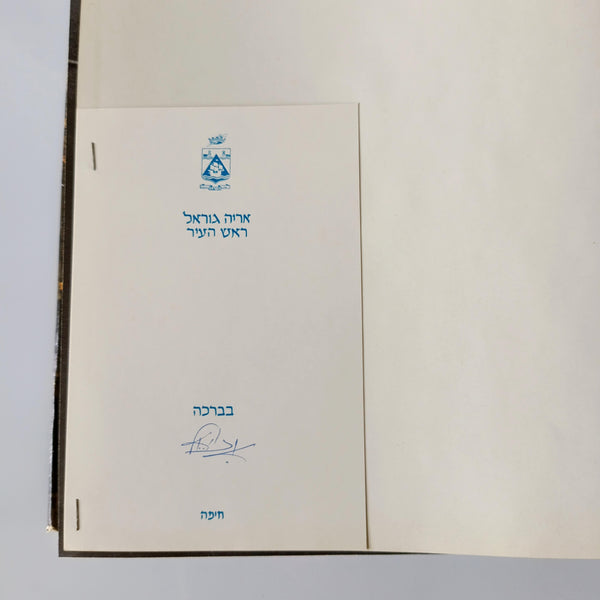 אריה גוראל
ראש העיר
בברכה
חיפה